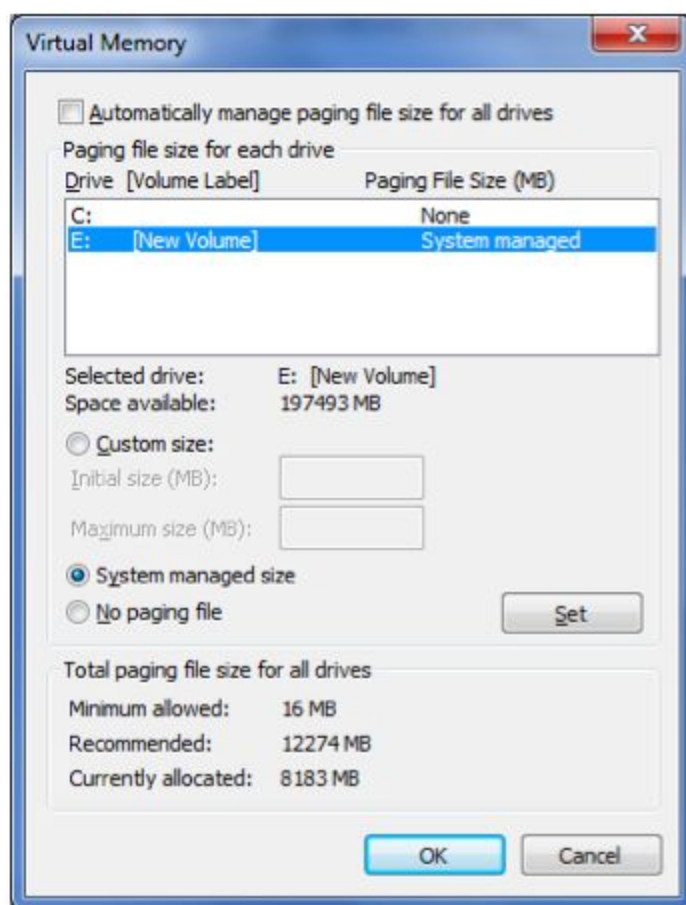 Virtual Memory
Automatically manage paging file size for all drives
Paging file size for each drive
Drive [Volume Label] Paging File Size (MB)
C: None
E: [New Volume] System managed
Selected drive: E: [New Volume]
Space available: 197493 MB
Custom size:
Initial size (MB):
Maximum size (MB):
System managed size
No paging file Set
Total paging file size for all drives
Minimum allowed: 16 MB
Recommended: 12274 MB
Currently allocated: 8183 MB
OK Cancel